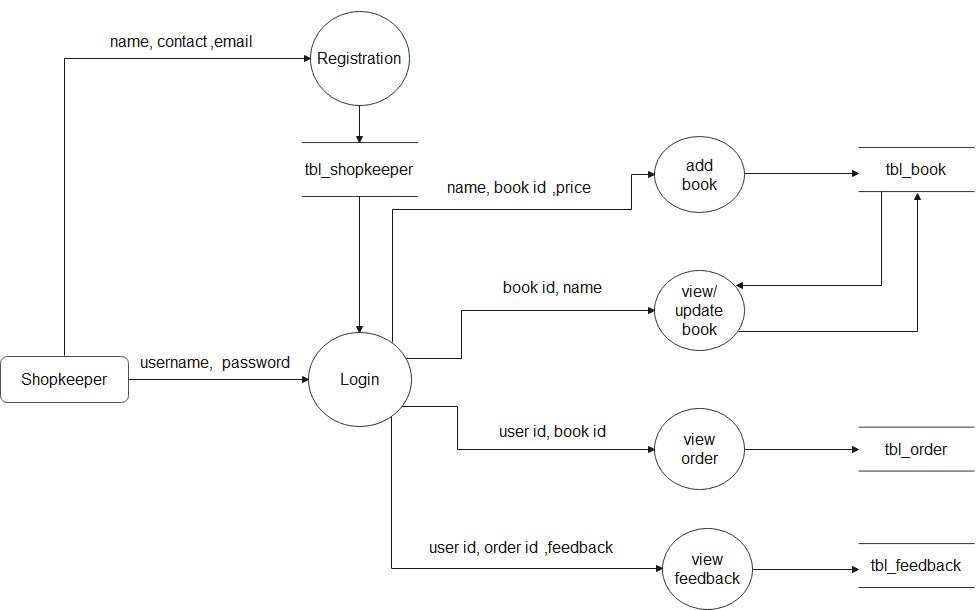 name, contact ,email
Registration
tbl_shopkeeper
name, book id ,price
add
book
tbl_book
book id, name
view/
update
book
Shopkeeper
username,  password
Login
user id, book id
view
order
tbl_order
user id, order id ,feedback
view
feedback
tbl_feedback